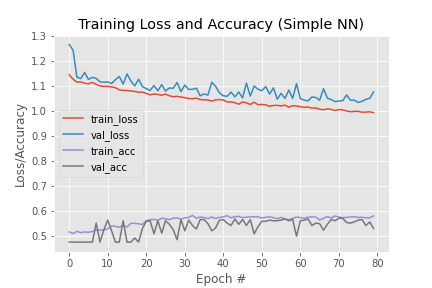 Training Loss and Accuracy (Simple NN)
1.3
1.2
1.1
1.0
0.9
0.8
0.7
0.6
0.5
Loss/Accuracy
train_loss
val_loss
train_acc
val_acc
0 10 20 30 40 50 60 70 80
Epoch #